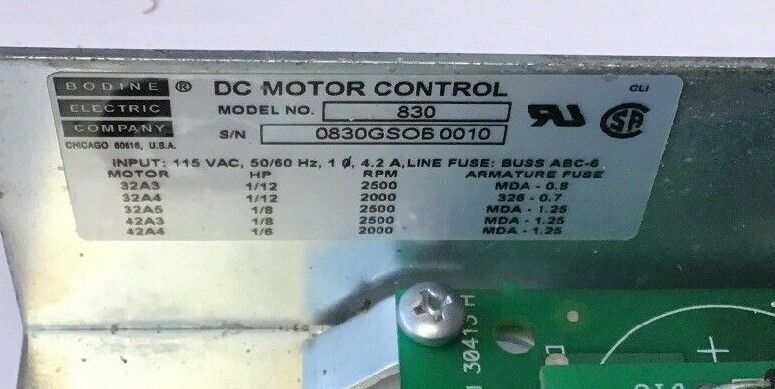 BODINE
ELECTRIC
COMPANY
CHICAGO 60618, U.S.A.
® DC MOTOR CONTROL
MODEL NO. 830
S/N 0830GSOB 0010
CLI
SP
INPUT: 115 VAC, 50/60 Hz, 1 Ø, 4.2 A, LINE FUSE: BUSS ABC-6
MOTOR HP RPM ARMATURE FUSE
32A3 1/12 2500 MDA - 0.8
32A4 1/12 2000 326 - 0.7
32A5 1/8 2500 MDA - 1.25
42A3 1/8 2500 MDA - 1.25
42A4 1/6 2000 MDA - 1.25
+